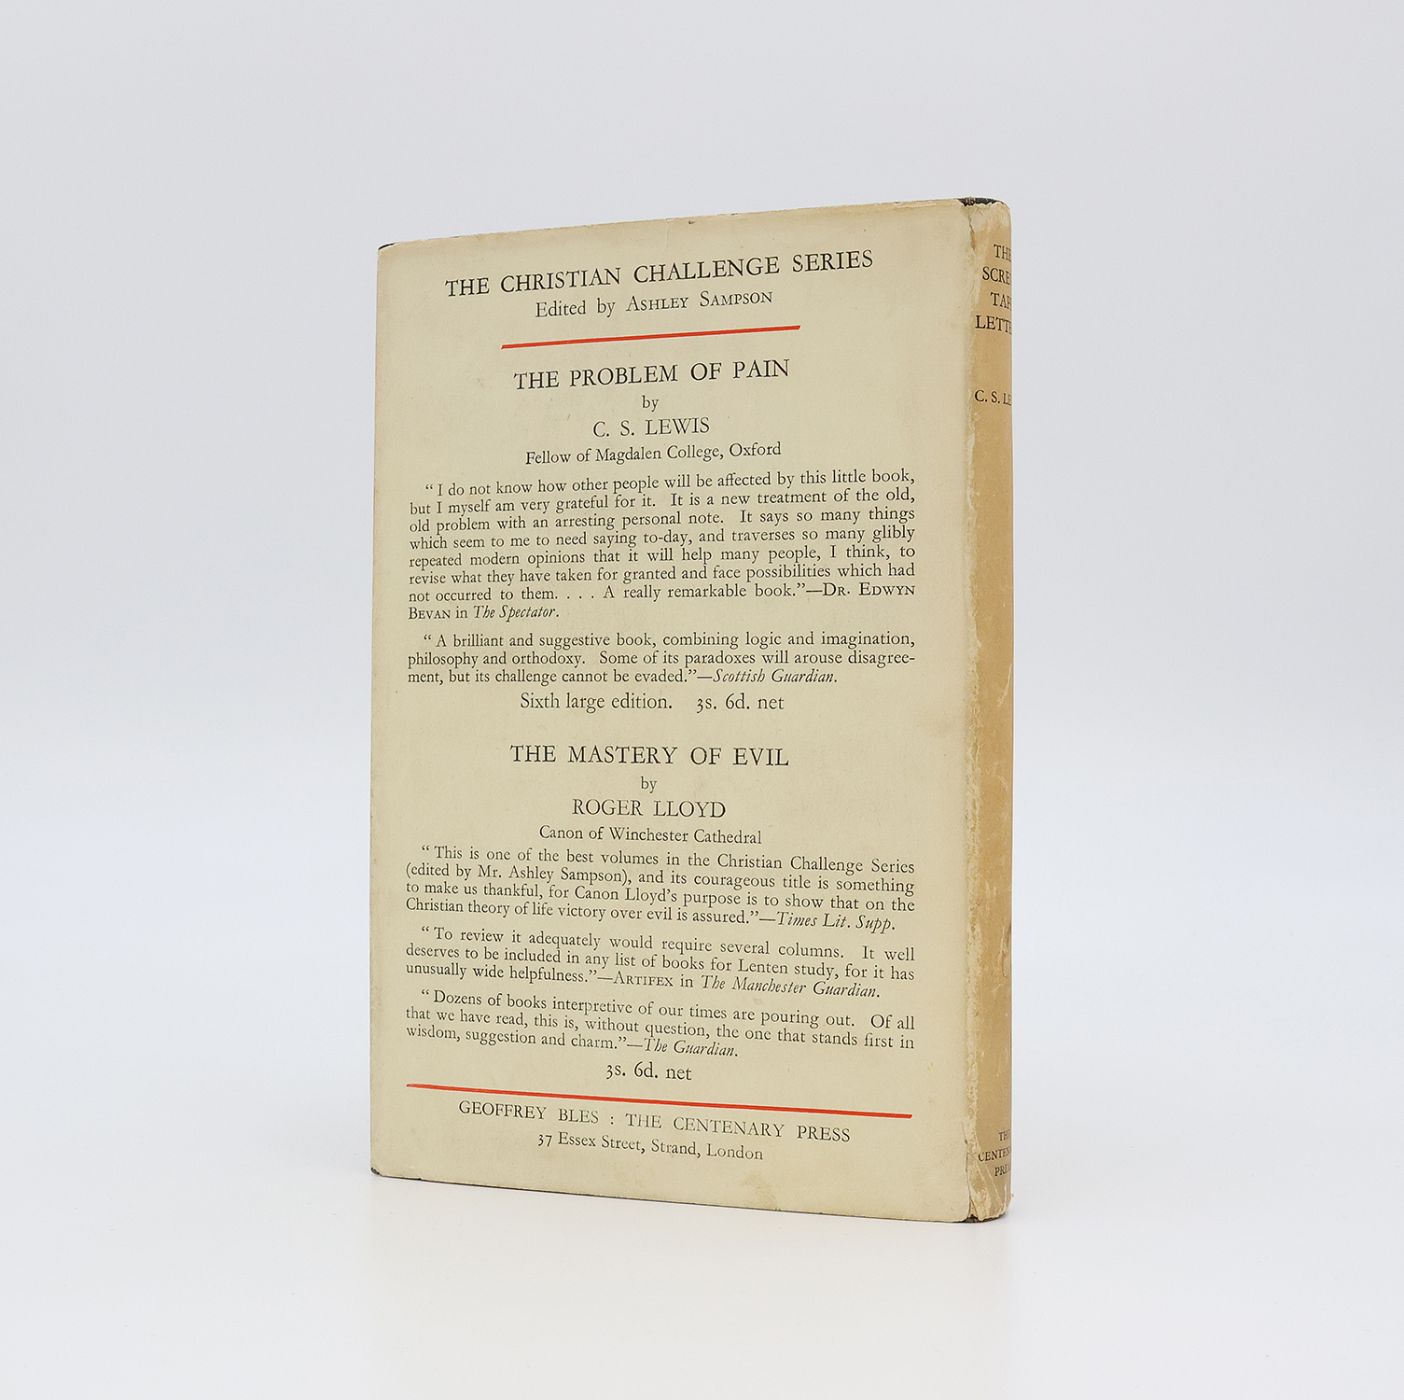 THE CHRISTIAN CHALLENGE SERIES
Edited by ASHLEY SAMPSON
THE PROBLEM OF PAIN
by
C. S. LEWIS
Fellow of Magdalen College, Oxford
“ I do not know how other people will be affected by this little book,
but I myself am very grateful for it. It is a new treatment of the old,
old problem with an arresting personal note. It says so many things
which seem to me to need saying to-day, and traverses so many glibly
repeated modern opinions that it will help many people, I think, to
revise what they have taken for granted and face possibilities which had
not occurred to them. . . . A really remarkable book.”—DR. EDWYN
BEVAN in The Spectator.
“ A brilliant and suggestive book, combining logic and imagination,
philosophy and orthodoxy. Some of its paradoxes will arouse disagree-
ment, but its challenge cannot be evaded.”—Scottish Guardian.
Sixth large edition. 3s. 6d. net
THE MASTERY OF EVIL
by
ROGER LLOYD
Canon of Winchester Cathedral
“ This is one of the best volumes in the Christian Challenge Series
(edited by Mr. Ashley Sampson), and its courageous title is something
to make us thankful, for Canon Lloyd’s purpose is to show that on the
Christian theory of life victory over evil is assured.”—Times Lit. Supp.
“ To review it adequately would require several columns. It well
deserves to be included in any list of books for Lenten study, for it has
unusually wide helpfulness.”—ARTIFEX in The Manchester Guardian.
“ Dozens of books interpretive of our times are pouring out. Of all
that we have read, this is, without question, the one that stands first in
wisdom, suggestion and charm.”—The Guardian.
3s. 6d. net
GEOFFREY BLES : THE CENTENARY PRESS
37 Essex Street, Strand, London
THE
SCRE
TAP
LETTE
C. S. LE
THE
CENTEN
PRE